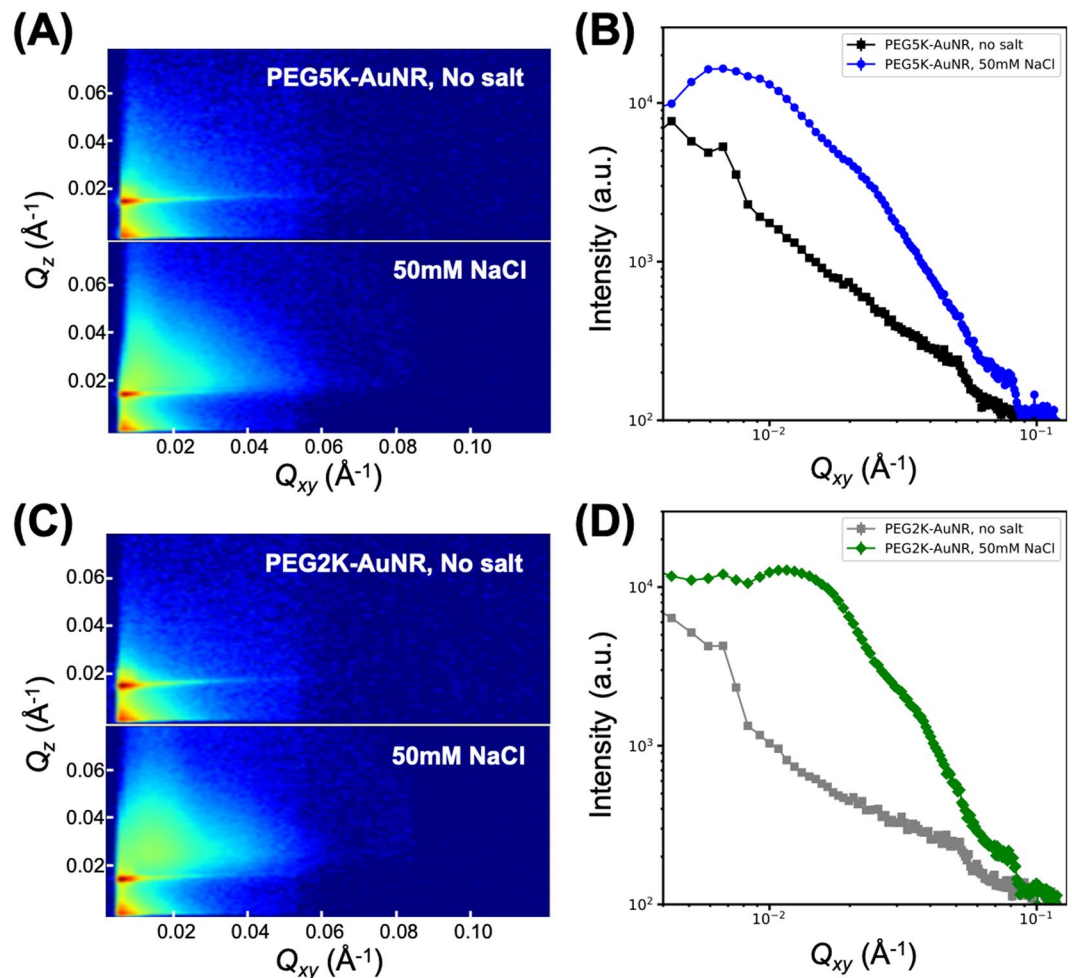 (A)
PEG5K-AuNR, No salt
0.06
0.04
0.02
50mM NaCl
0.06
0.04
0.02
Qz (Å-1)
0.02 0.04 0.06 0.08 0.10
Qxy (Å-1)
(B)
PEG5K-AuNR, no salt
PEG5K-AuNR, 50mM NaCl
10^4
10^3
10^2
Intensity (a.u.)
10^-2 10^-1
Qxy (Å-1)
(C)
PEG2K-AuNR, No salt
0.06
0.04
0.02
50mM NaCl
0.06
0.04
0.02
Qz (Å-1)
0.02 0.04 0.06 0.08 0.10
Qxy (Å-1)
(D)
PEG2K-AuNR, no salt
PEG2K-AuNR, 50mM NaCl
10^4
10^3
10^2
Intensity (a.u.)
10^-2 10^-1
Qxy (Å-1)